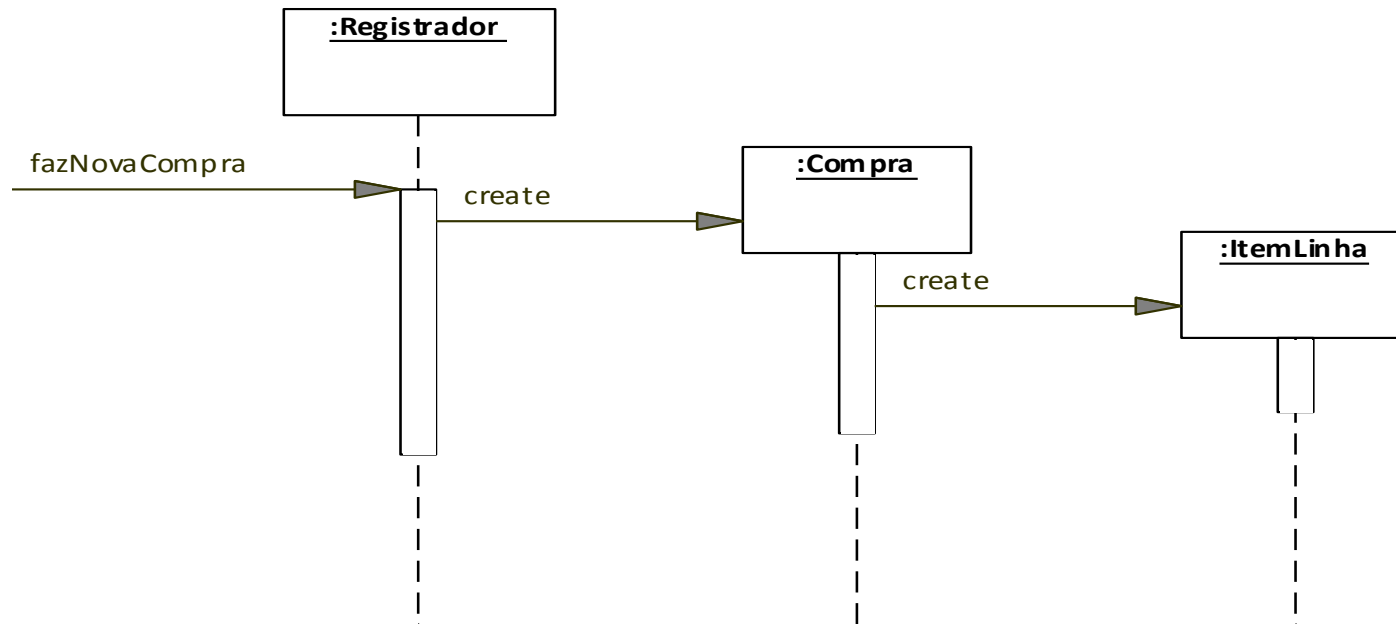 :Registrador
fazNovaCompra
:Compra
create
:ItemLinha
create